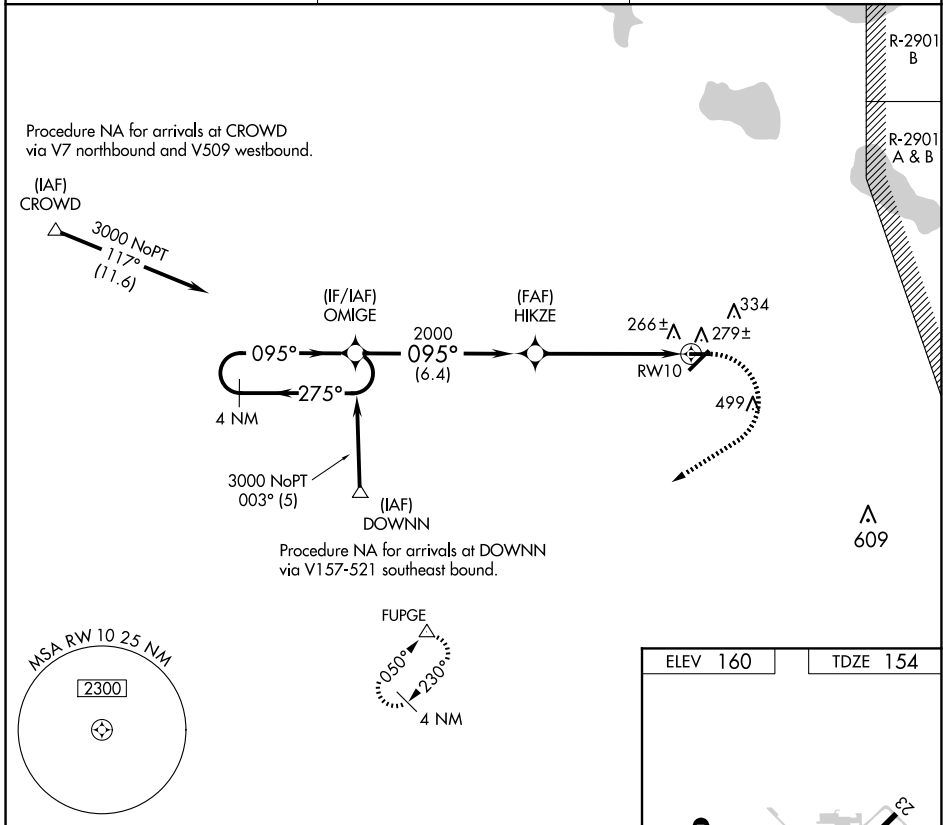 R-2901
B
R-2901
A & B
Procedure NA for arrivals at CROWD
via V7 northbound and V509 westbound.
(IAF)
CROWD
3000 NoPT
117°
(11.6)
(IF/IAF)
OMIGE
(FAF)
HIKZE
334
266±
279±
2000
095°
095°
(6.4)
RW10
275°
4 NM
499
3000 NoPT
003° (5)
(IAF)
DOWNN
609
Procedure NA for arrivals at DOWNN
via V157-521 southeast bound.
FUPGE
050°
230°
4 NM
MSA RW 10 25 NM
2300
ELEV 160
TDZE 154
23